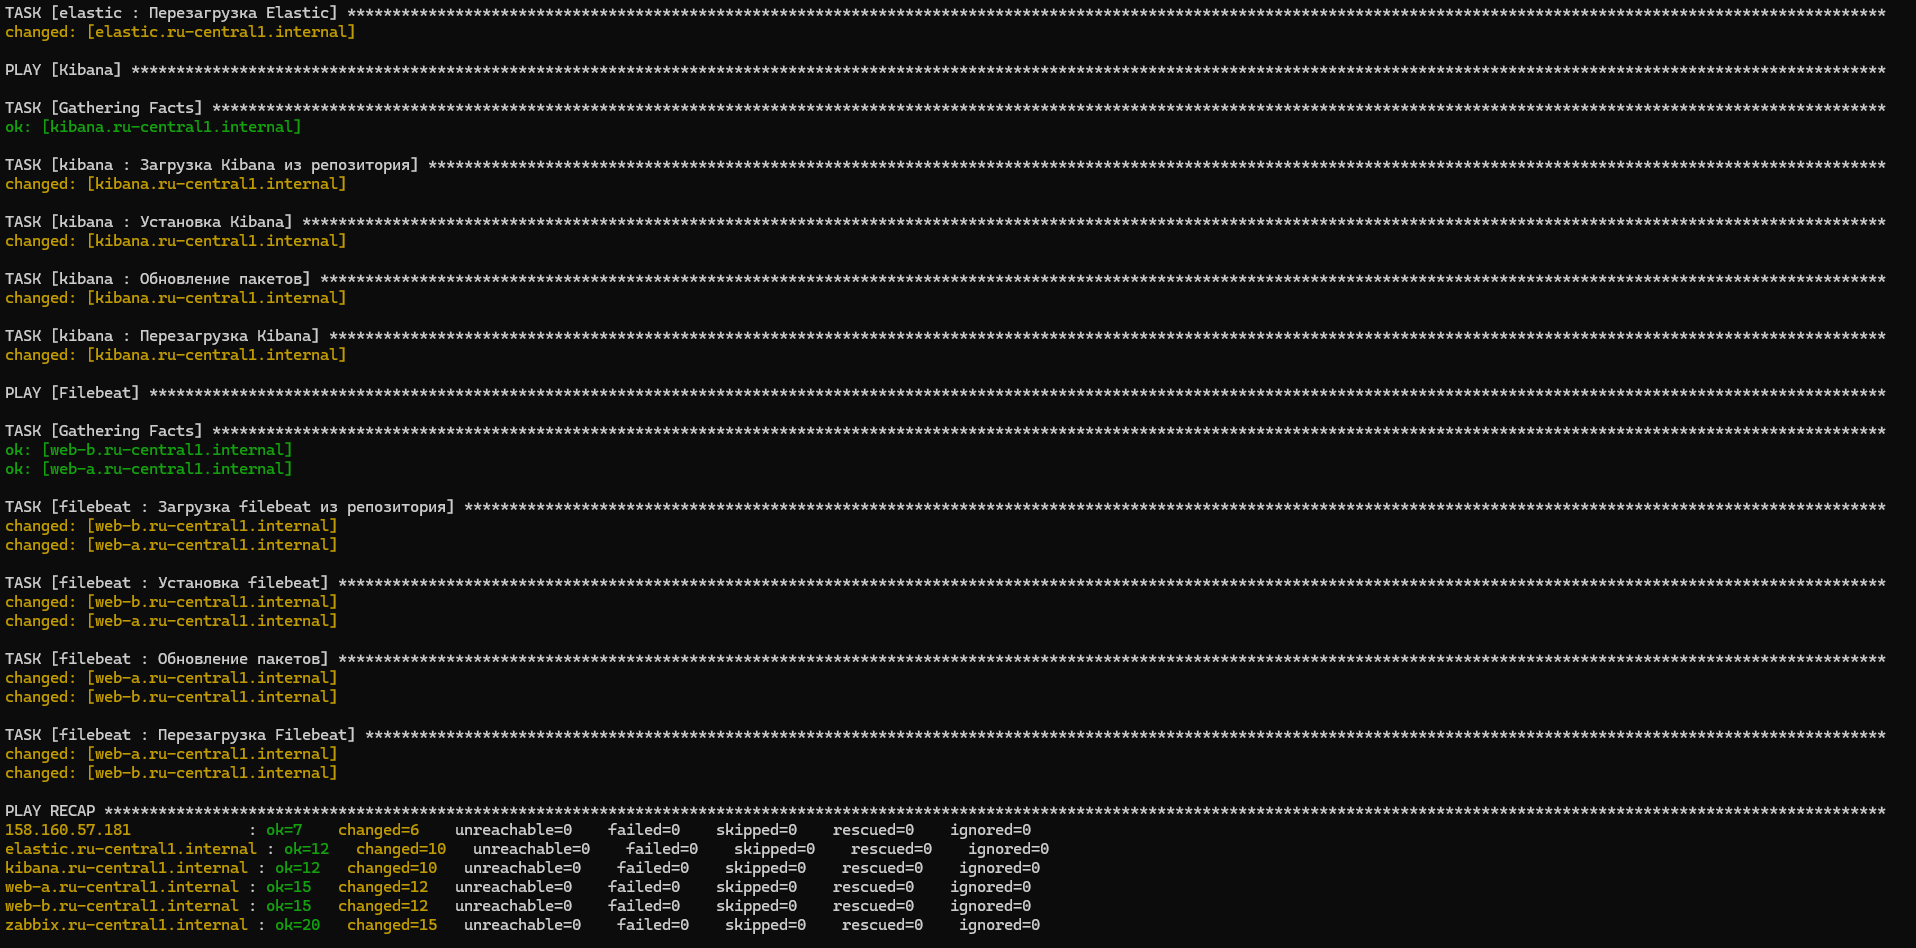 TASK [elastic : Перезагрузка Elastic] ***************************************************************************************************************************************************************************
changed: [elastic.ru-central1.internal]
PLAY [Kibana] ***************************************************************************************************************************************************************************************************
TASK [Gathering Facts] ******************************************************************************************************************************************************************************************
ok: [kibana.ru-central1.internal]
TASK [kibana : Загрузка Kibana из репозитория] ******************************************************************************************************************************************************************
changed: [kibana.ru-central1.internal]
TASK [kibana : Установка Kibana] ********************************************************************************************************************************************************************************
changed: [kibana.ru-central1.internal]
TASK [kibana : Обновление пакетов] ******************************************************************************************************************************************************************************
changed: [kibana.ru-central1.internal]
TASK [kibana : Перезагрузка Kibana] *****************************************************************************************************************************************************************************
changed: [kibana.ru-central1.internal]
PLAY [Filebeat] *************************************************************************************************************************************************************************************************
TASK [Gathering Facts] ******************************************************************************************************************************************************************************************
ok: [web-b.ru-central1.internal]
ok: [web-a.ru-central1.internal]
TASK [filebeat : Загрузка filebeat из репозитория] **************************************************************************************************************************************************************
changed: [web-b.ru-central1.internal]
changed: [web-a.ru-central1.internal]
TASK [filebeat : Установка filebeat] ****************************************************************************************************************************************************************************
changed: [web-b.ru-central1.internal]
changed: [web-a.ru-central1.internal]
TASK [filebeat : Обновление пакетов] ****************************************************************************************************************************************************************************
changed: [web-a.ru-central1.internal]
changed: [web-b.ru-central1.internal]
TASK [filebeat : Перезагрузка Filebeat] *************************************************************************************************************************************************************************
changed: [web-a.ru-central1.internal]
changed: [web-b.ru-central1.internal]
PLAY RECAP ******************************************************************************************************************************************************************************************************
158.160.57.181             : ok=7    changed=6    unreachable=0    failed=0    skipped=0    rescued=0    ignored=0
elastic.ru-central1.internal : ok=12   changed=10   unreachable=0    failed=0    skipped=0    rescued=0    ignored=0
kibana.ru-central1.internal : ok=12   changed=10   unreachable=0    failed=0    skipped=0    rescued=0    ignored=0
web-a.ru-central1.internal : ok=15   changed=12   unreachable=0    failed=0    skipped=0    rescued=0    ignored=0
web-b.ru-central1.internal : ok=15   changed=12   unreachable=0    failed=0    skipped=0    rescued=0    ignored=0
zabbix.ru-central1.internal : ok=20   changed=15   unreachable=0    failed=0    skipped=0    rescued=0    ignored=0